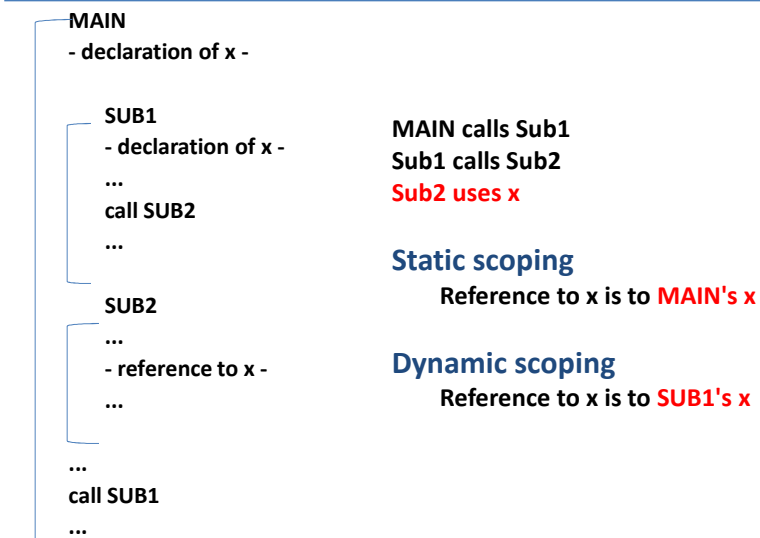 MAIN
- declaration of x -
SUB1
- declaration of x -
...
call SUB2
...
SUB2
...
- reference to x -
...
...
call SUB1
...
MAIN calls Sub1
Sub1 calls Sub2
Sub2 uses x
Static scoping
Reference to x is to MAIN's x
Dynamic scoping
Reference to x is to SUB1's x